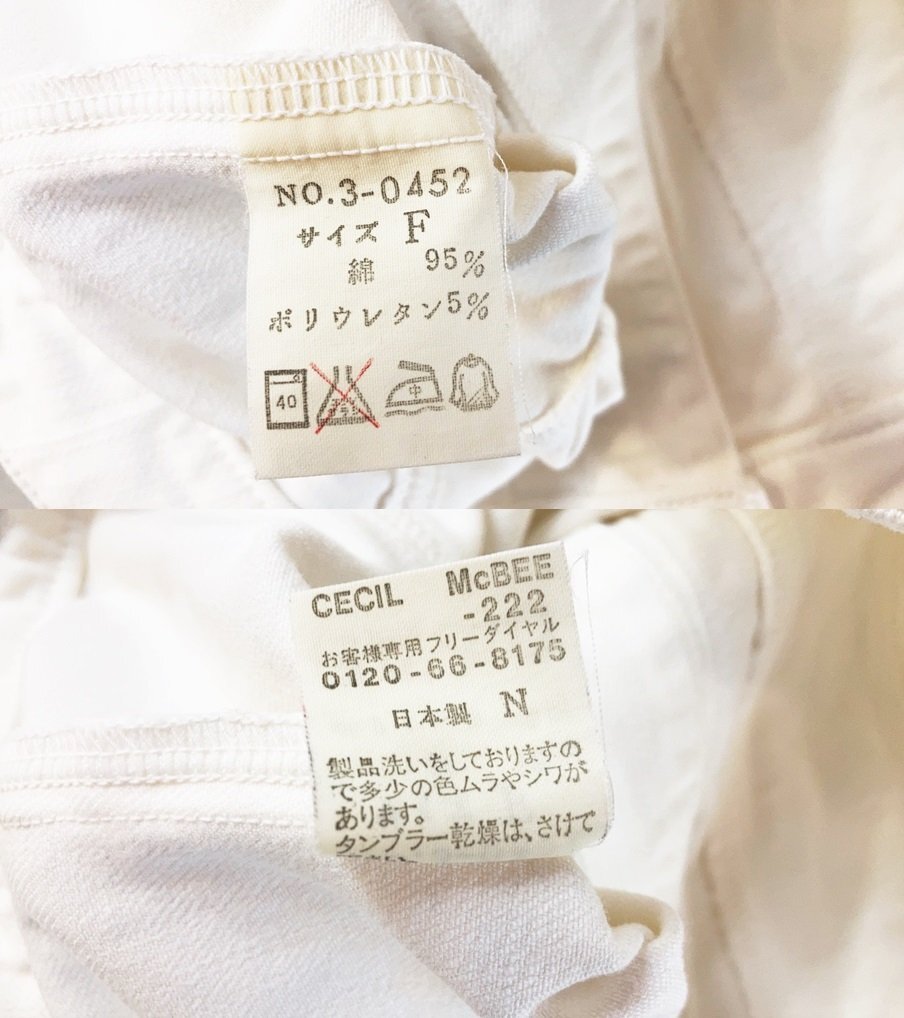 NO.3-0452
サイズ F
綿 95%
ポリウレタン5%
40 中
CECIL McBEE
-222
お客様専用フリーダイヤル
0120-66-8175
日本製 N
製品洗いをしておりますの
で多少の色ムラやシワが
あります。
タンブラー乾燥は、さけて